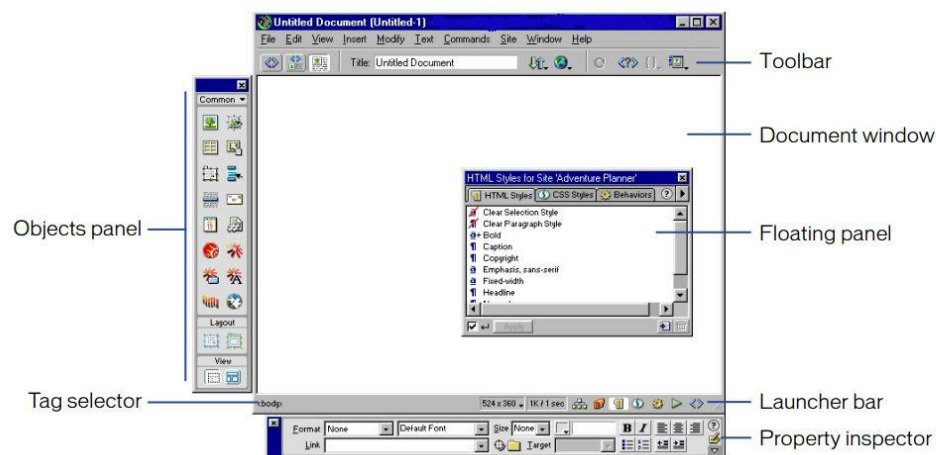 Untitled Document (Untitled-1)
File Edit View Insert Modify Text Commands Site Window Help
Title: Untitled Document
Toolbar
Common
Document window
HTML Styles for Site 'Adventure Planner'
HTML Styles CSS Styles Behaviors
Clear Selection Style
Clear Paragraph Style
Objects panel
Floating panel
a+ Bold
¶ Caption
¶ Copyright
a Emphasis, sans-serif
a Fixed-width
¶ Headline
Apply
Layout
View
Tag selector
<body>
524 x 360 1K / 1 sec
Launcher bar
Format None Default Font Size None B I
Property inspector
Link Target